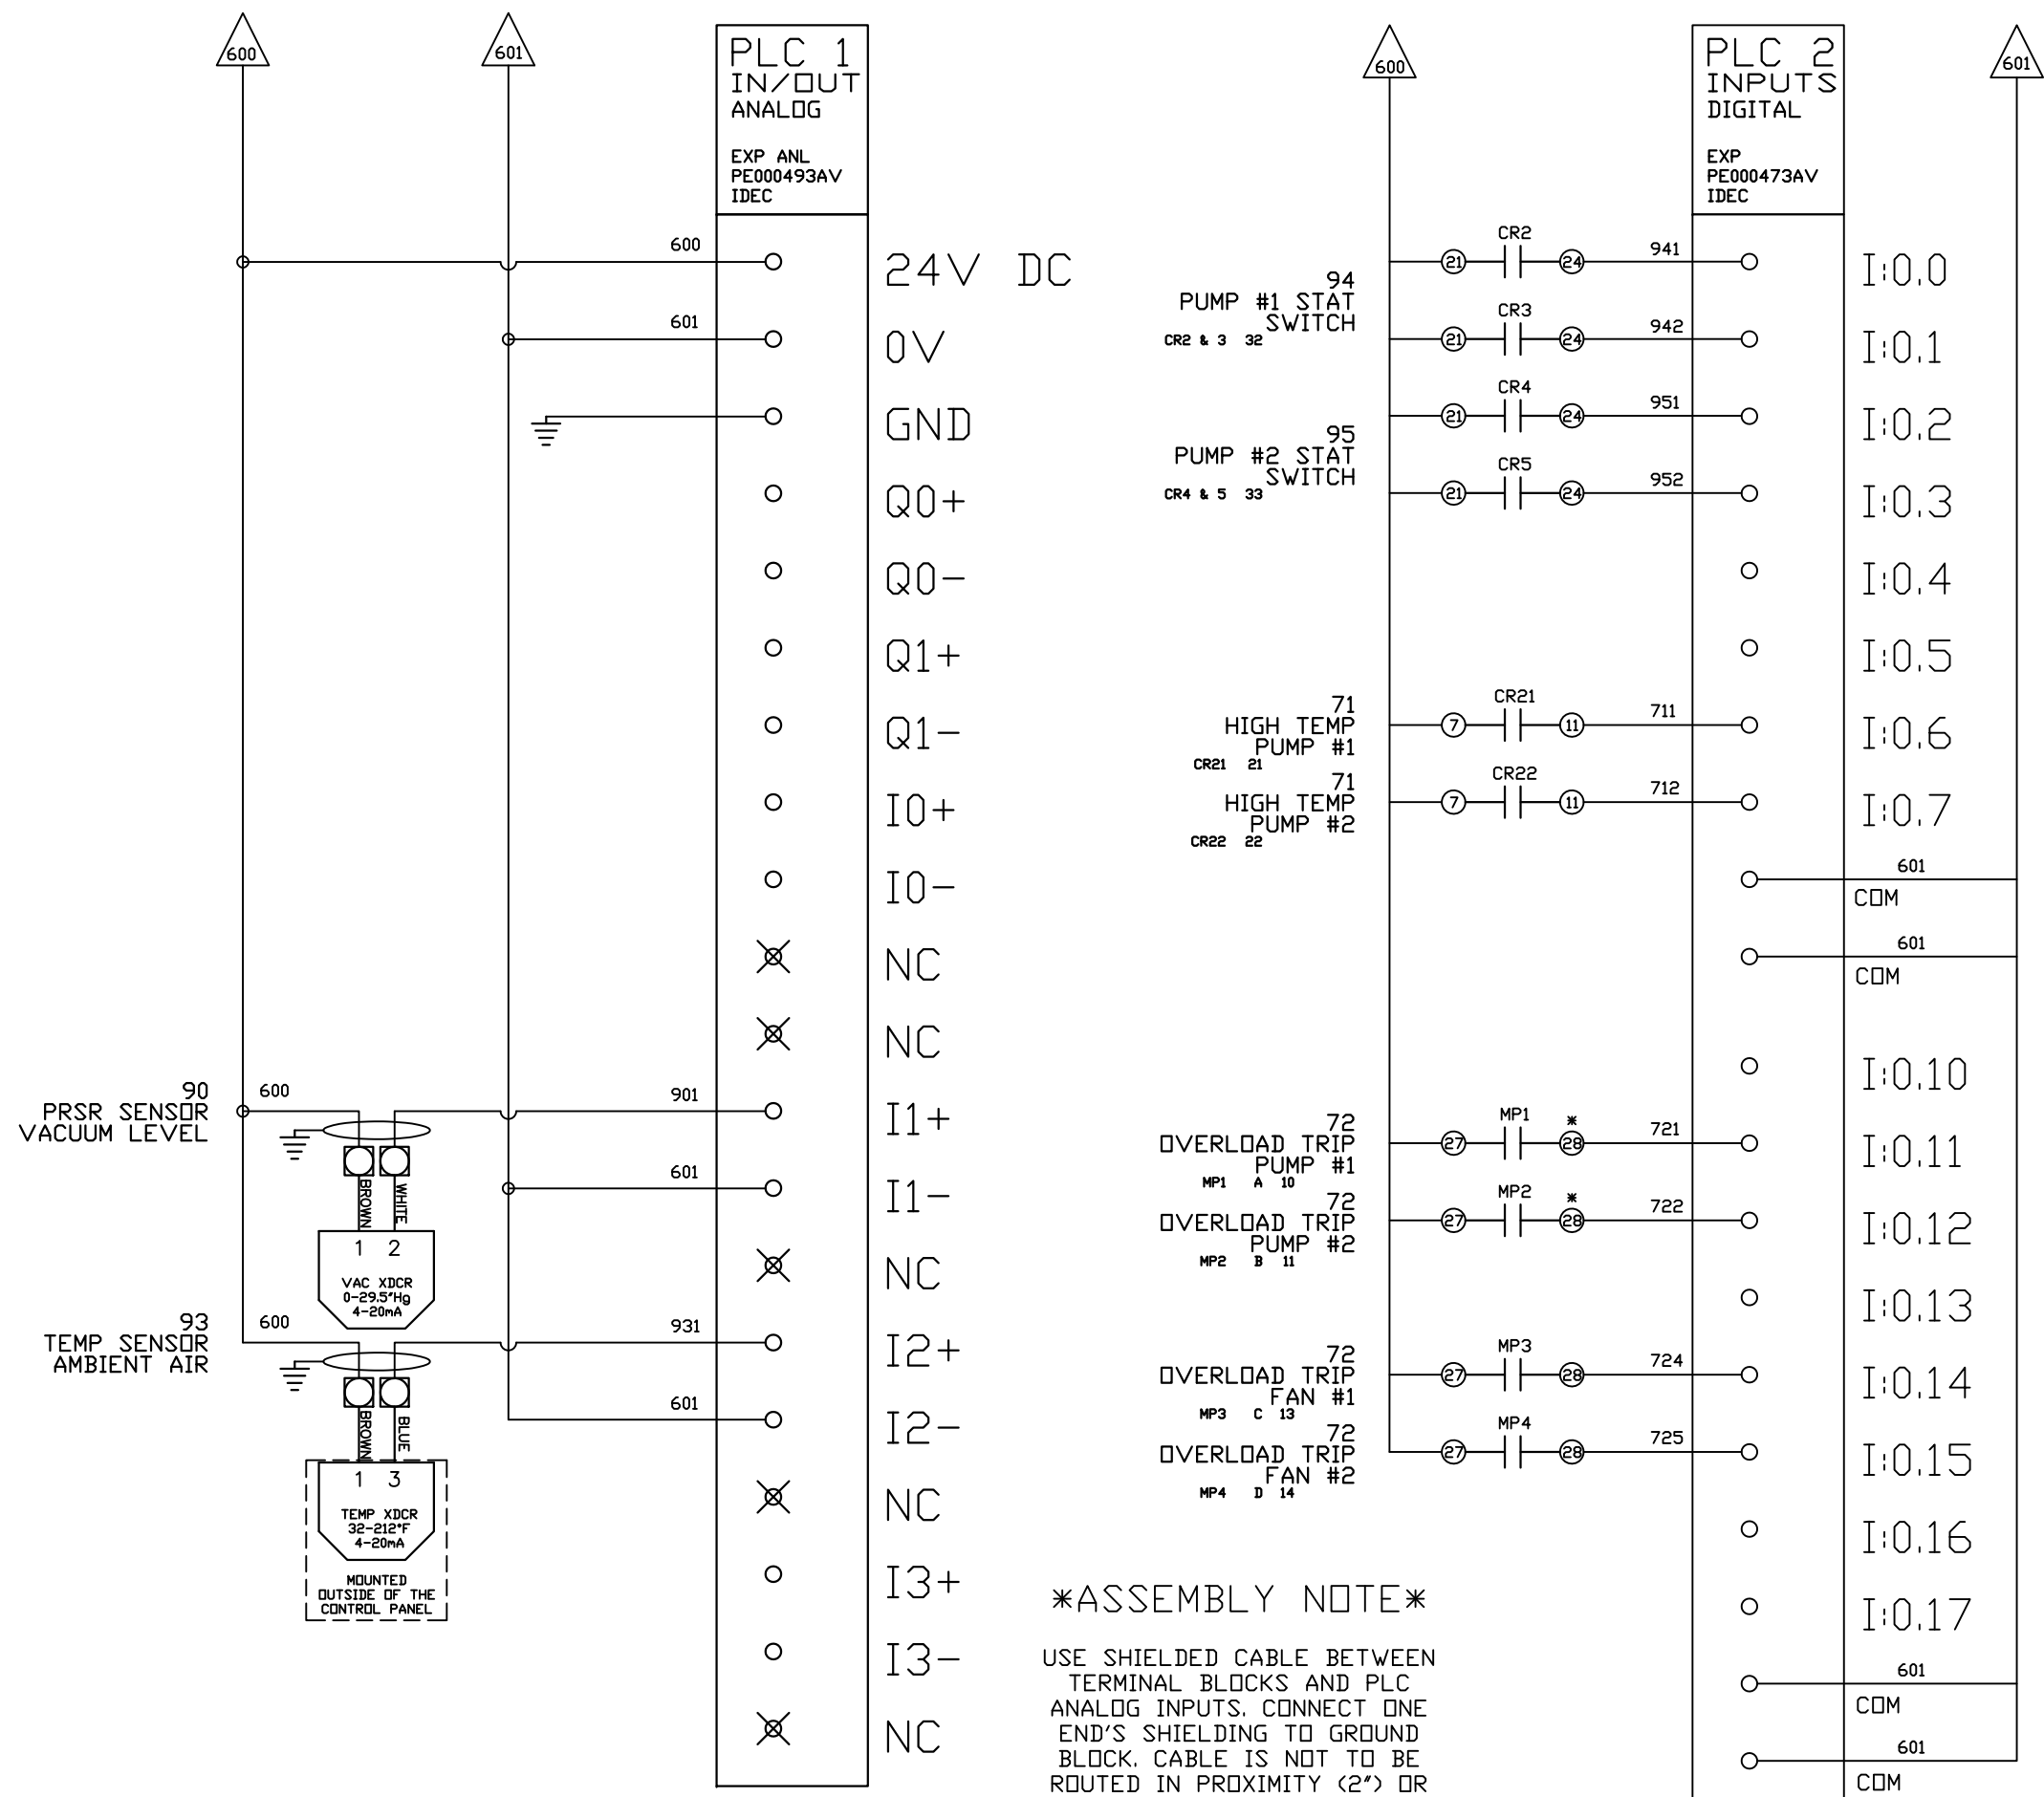 600
601
PLC 1
IN/OUT
ANALOG
EXP ANL
PE000493AV
IDEC
600
24V DC
601
0V
GND
Q0+
Q0-
Q1+
Q1-
I0+
I0-
NC
NC
90
PRSR SENSOR
VACUUM LEVEL
600
901
I1+
601
I1-
BROWN
WHITE
1 2
VAC XDCR
0-29.5"Hg
4-20mA
NC
93
TEMP SENSOR
AMBIENT AIR
600
931
I2+
601
I2-
BROWN
BLUE
1 3
TEMP XDCR
32-212°F
4-20mA
MOUNTED
OUTSIDE OF THE
CONTROL PANEL
NC
I3+
I3-
NC
600
PLC 2
INPUTS
DIGITAL
EXP
PE000473AV
IDEC
601
94
PUMP #1 STAT
SWITCH
CR2 & 3 32
21 CR2 24 941 I:0.0
21 CR3 24 942 I:0.1
95
PUMP #2 STAT
SWITCH
CR4 & 5 33
21 CR4 24 951 I:0.2
21 CR5 24 952 I:0.3
I:0.4
I:0.5
71
HIGH TEMP
PUMP #1
CR21 21
7 CR21 11 711 I:0.6
71
HIGH TEMP
PUMP #2
CR22 22
7 CR22 11 712 I:0.7
601
COM
601
COM
I:0.10
72
OVERLOAD TRIP
PUMP #1
MP1 A 10
27 MP1 * 28 721 I:0.11
72
OVERLOAD TRIP
PUMP #2
MP2 B 11
27 MP2 * 28 722 I:0.12
I:0.13
72
OVERLOAD TRIP
FAN #1
MP3 C 13
27 MP3 28 724 I:0.14
72
OVERLOAD TRIP
FAN #2
MP4 D 14
27 MP4 28 725 I:0.15
I:0.16
I:0.17
601
COM
601
COM
*ASSEMBLY NOTE*
USE SHIELDED CABLE BETWEEN
TERMINAL BLOCKS AND PLC
ANALOG INPUTS. CONNECT ONE
END'S SHIELDING TO GROUND
BLOCK. CABLE IS NOT TO BE
ROUTED IN PROXIMITY (2") OR